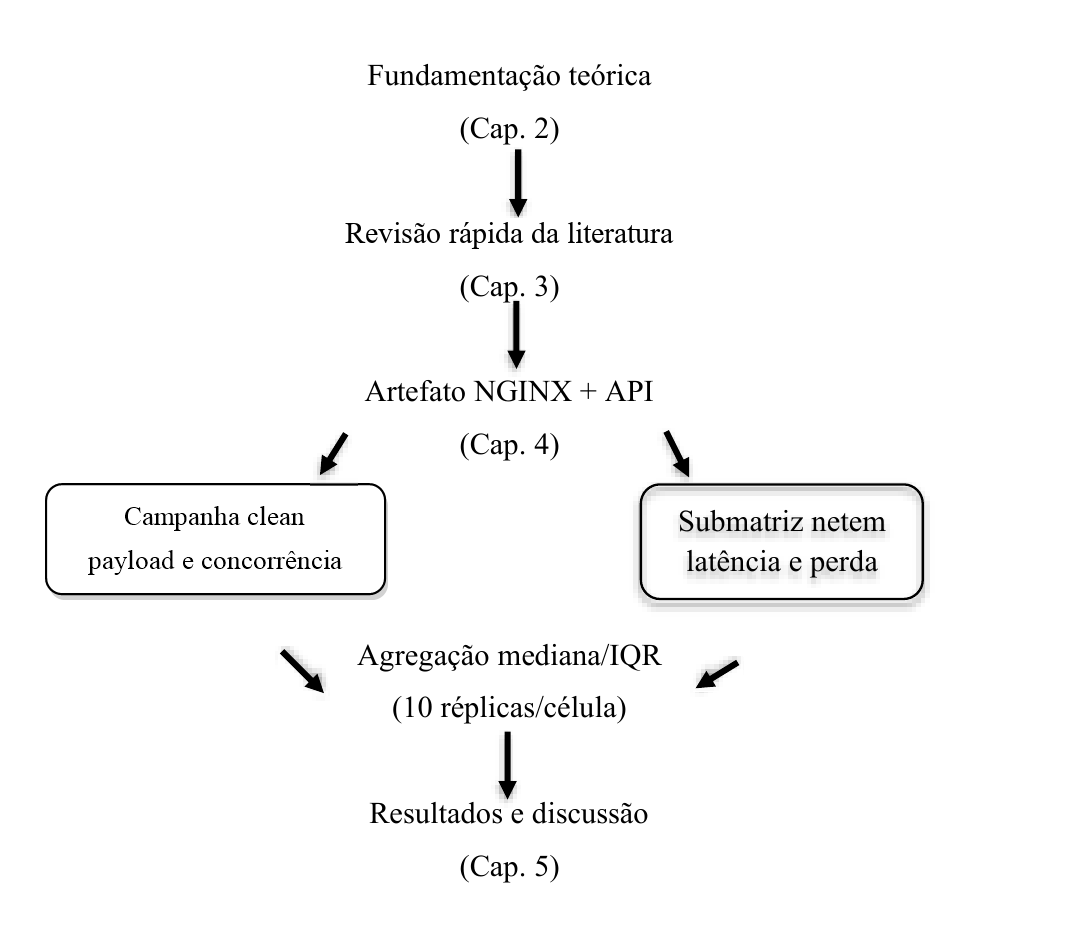 Fundamentação teórica
(Cap. 2)
Revisão rápida da literatura
(Cap. 3)
Artefato NGINX + API
(Cap. 4)
Campanha clean
payload e concorrência
Submatriz netem
latência e perda
Agregação mediana/IQR
(10 réplicas/célula)
Resultados e discussão
(Cap. 5)